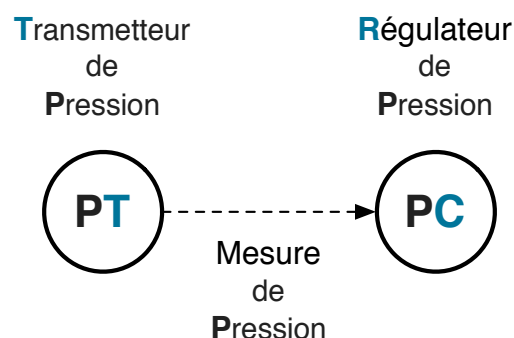 Transmetteur
de
Pression
Régulateur
de
Pression
PT
PC
Mesure
de
Pression